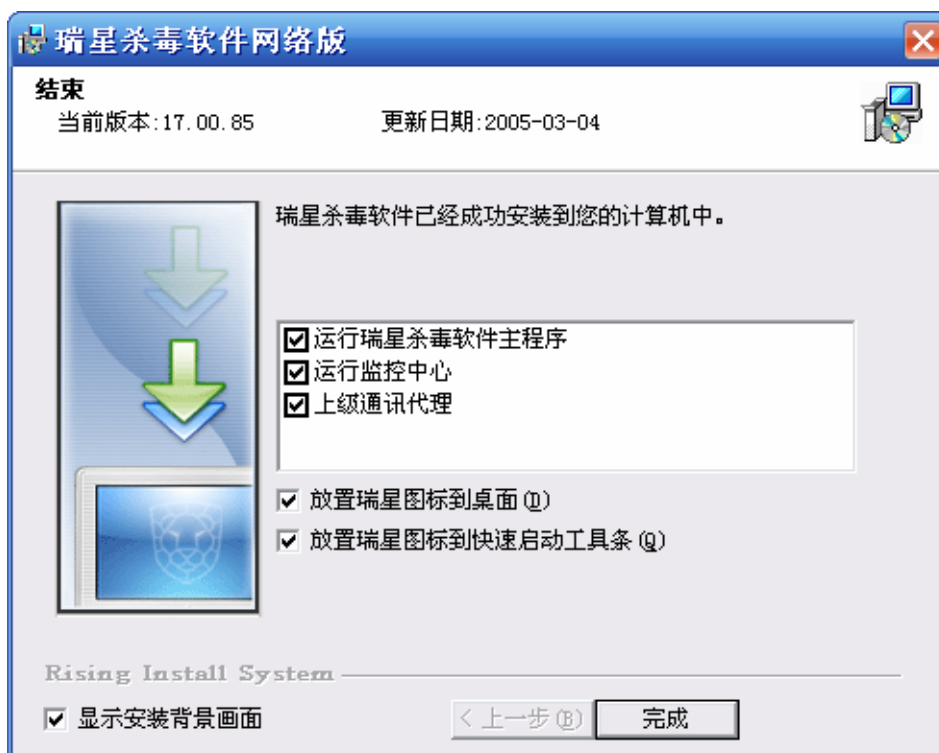 瑞星杀毒软件网络版
结束
当前版本:17.00.85 更新日期:2005-03-04
瑞星杀毒软件已经成功安装到您的计算机中。
运行瑞星杀毒软件主程序
运行监控中心
上级通讯代理
放置瑞星图标到桌面(D)
放置瑞星图标到快速启动工具条(Q)
Rising Install System
显示安装背景画面
<上一步(B) 完成